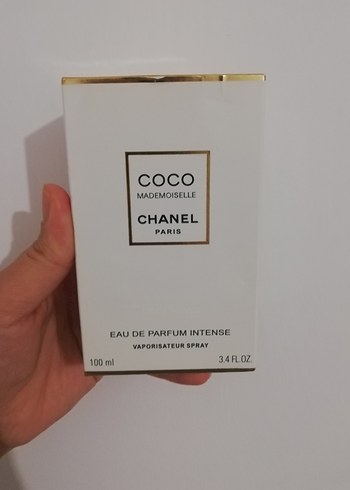 COCO
MADEMOISELLE
CHANEL
PARIS
EAU DE PARFUM INTENSE
VAPORISATEUR SPRAY
100 ml 3.4 FL.OZ.